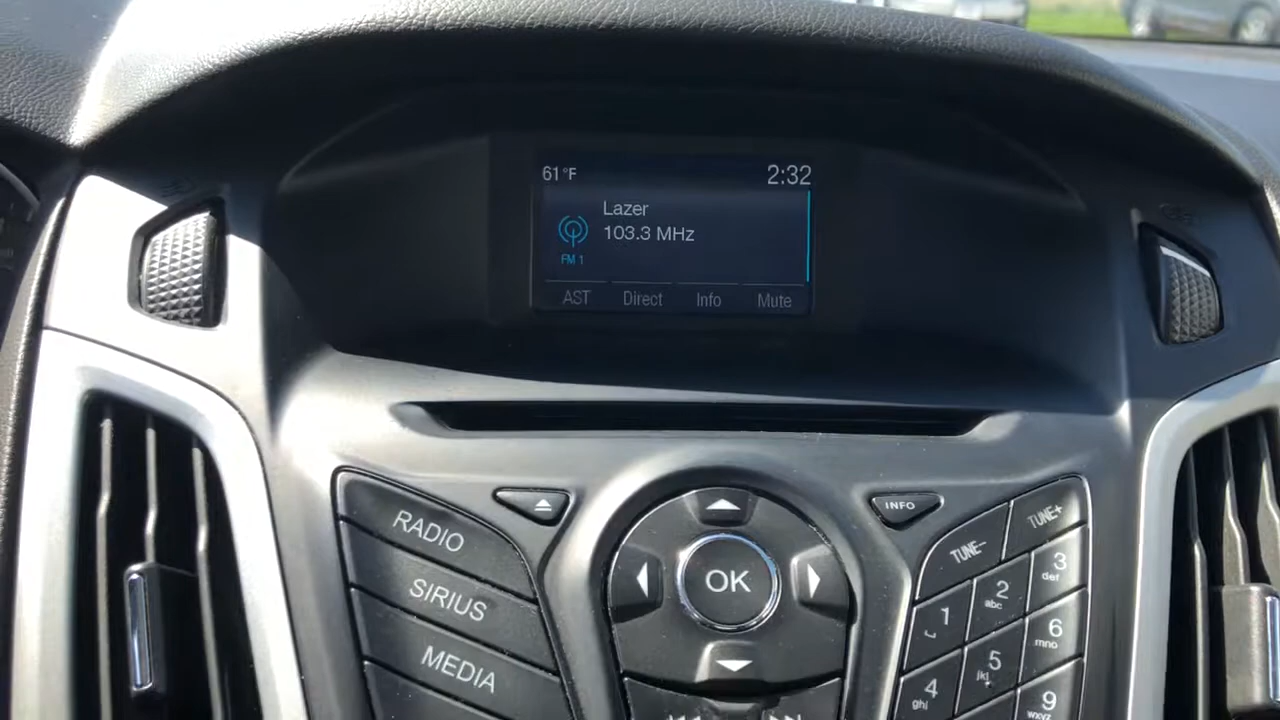 61°F 2:32
Lazer
103.3 MHz
FM 1
AST Direct Info Mute
RADIO
SIRIUS
MEDIA
OK
INFO
TUNE- TUNE+
1 2 abc 3 def
4 ghi 5 jkl 6 mno
9 wxyz